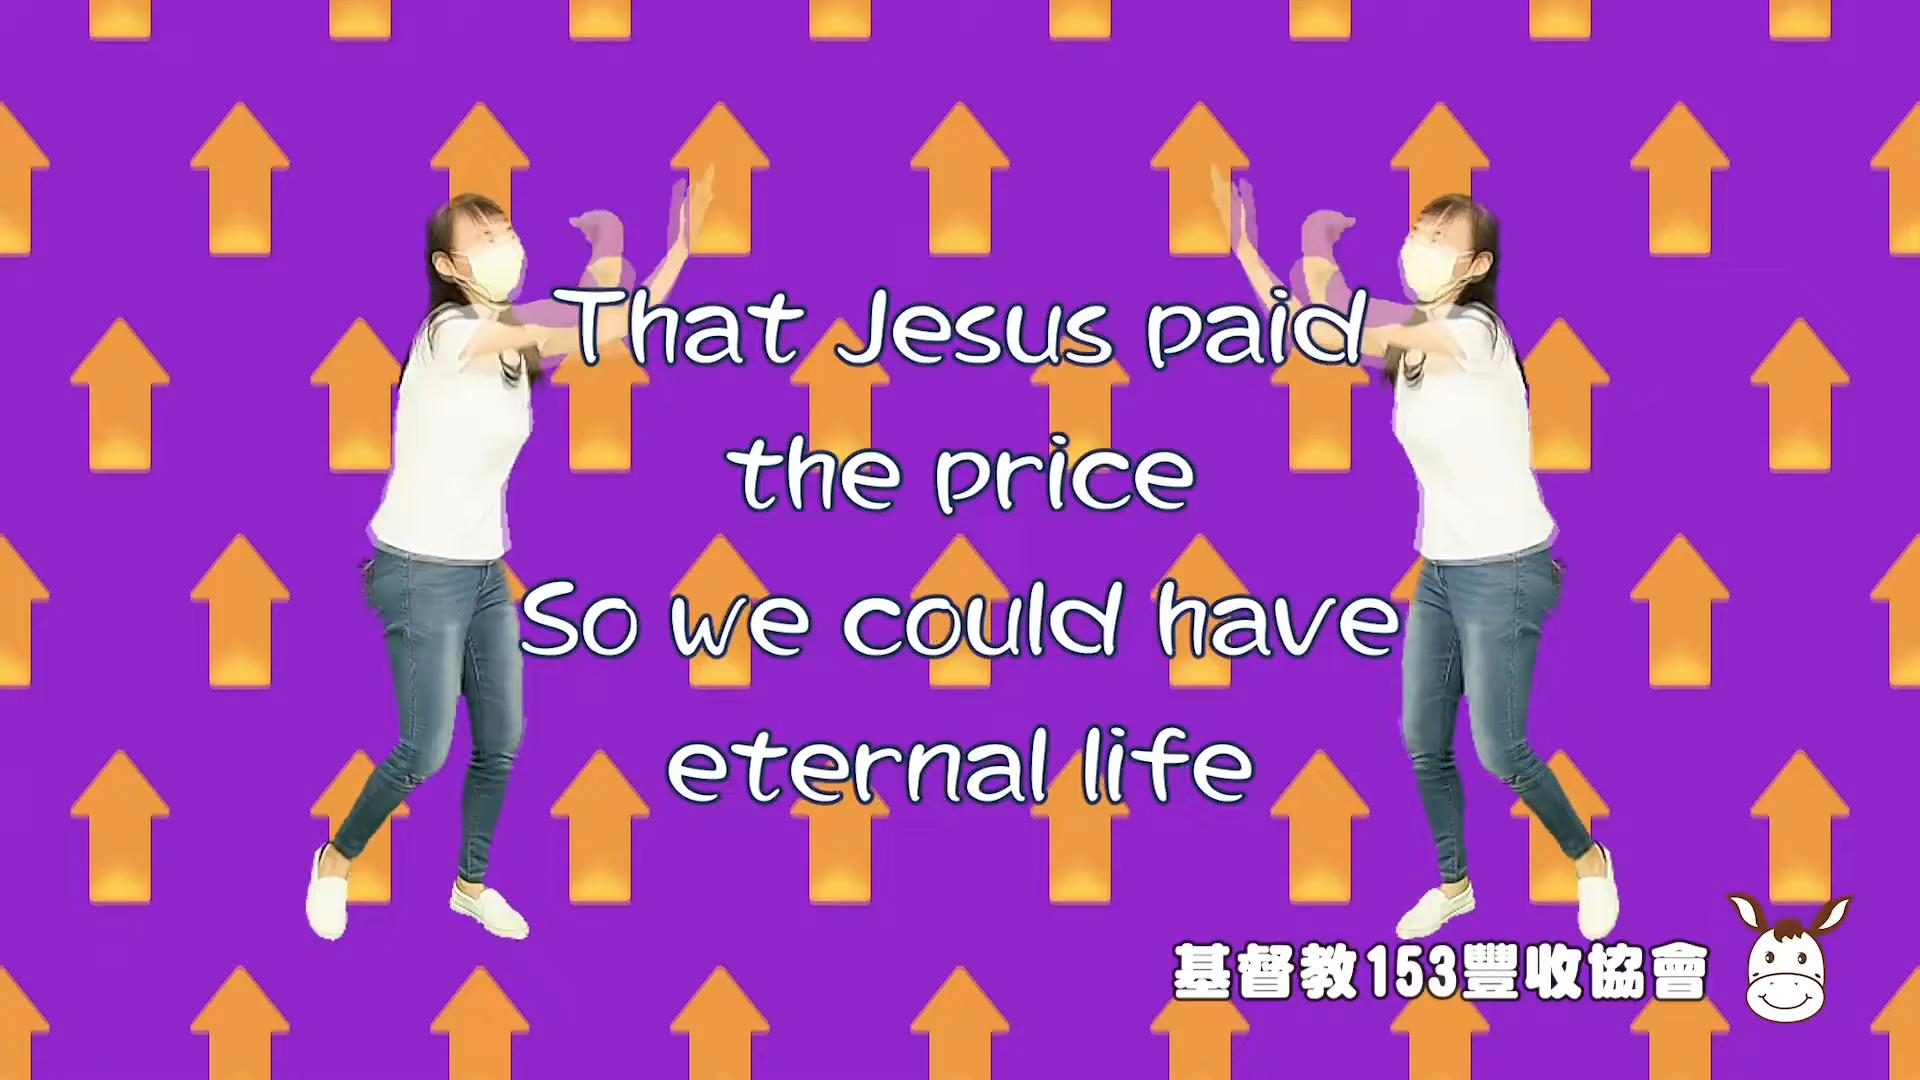 That Jesus paid
the price
So we could have
eternal life
基督教153豐收協會